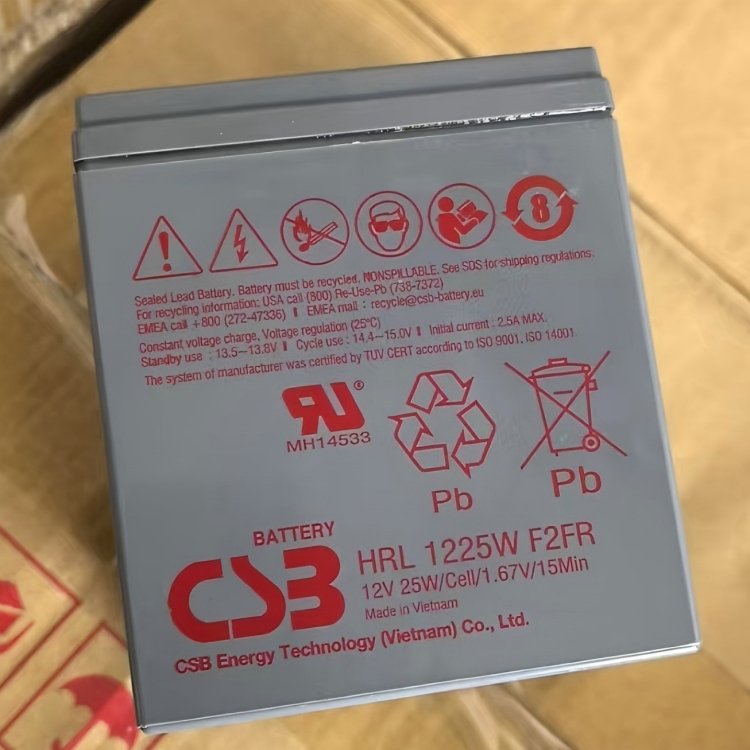 8
Sealed Lead Battery. Battery must be recycled. NONSPILLABLE. See SDS for shipping regulations.
For recycling information: USA call (800) Re-Use-Pb (738-7372)
EMEA call +800 (272-47336) | EMEA mail : recycle@csb-battery.eu
Constant voltage charge, Voltage regulation (25°C)
Standby use : 13.5~13.8V | Cycle use : 14.4~15.0V | Initial current : 2.5A MAX.
The system of manufacturer was certified by TUV CERT according to ISO 9001, ISO 14001
RU®
MH14533
Pb
Pb
BATTERY
CSB
HRL 1225W F2FR
12V 25W/Cell/1.67V/15Min
Made in Vietnam
CSB Energy Technology (Vietnam) Co., Ltd.